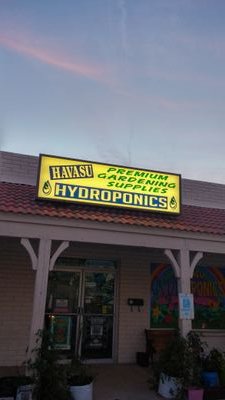 HAVASU
PREMIUM
GARDENING
SUPPLIES
HYDROPONICS